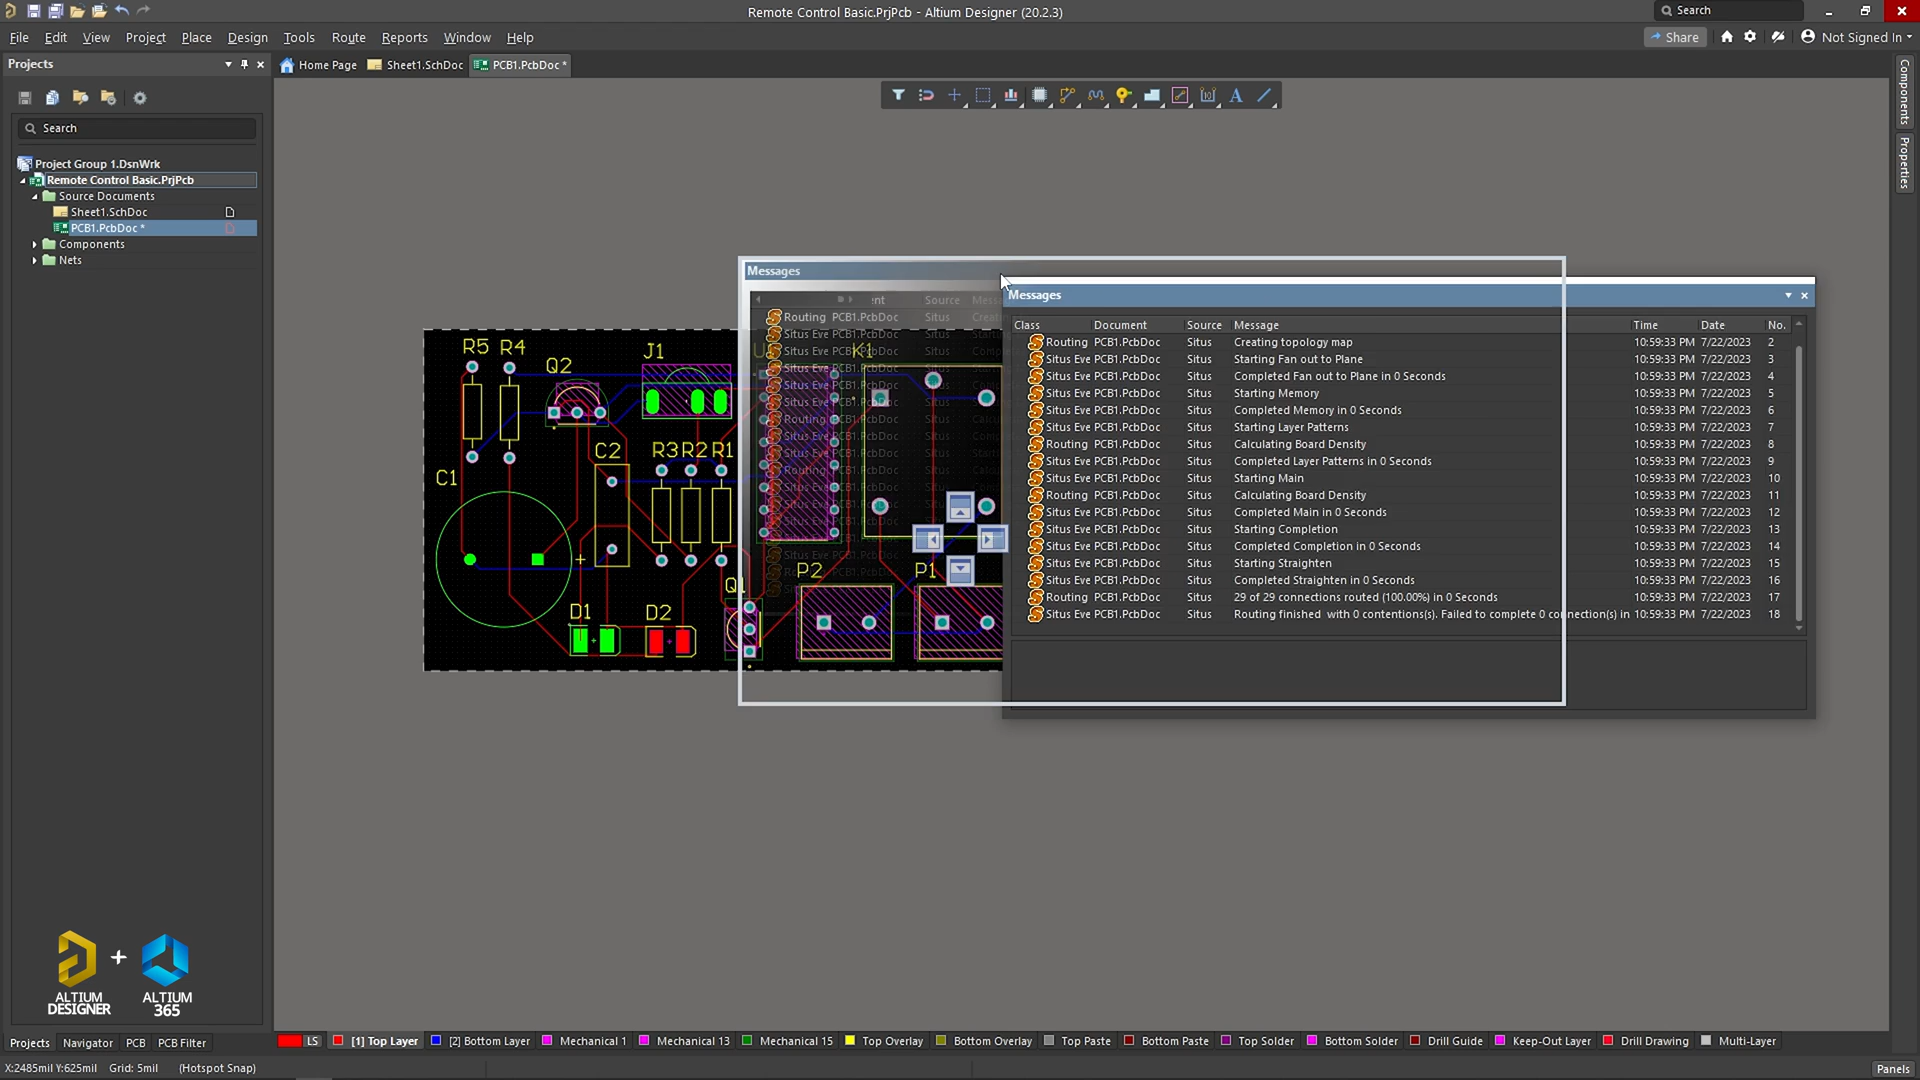 Remote Control Basic.PrjPcb - Altium Designer (20.2.3)
Search
File Edit View Project Place Design Tools Route Reports Window Help
Share
Not Signed In
Projects
Home Page
Sheet1.SchDoc
PCB1.PcbDoc *
Search
Project Group 1.DsnWrk
Remote Control Basic.PrjPcb
Source Documents
Sheet1.SchDoc
PCB1.PcbDoc *
Components
Nets
Components
Properties
Messages
Routing PCB1.PcbDoc Situs
Situs Eve PCB1.PcbDoc Situs
Situs Eve PCB1.PcbDoc Situs
R5 R4 Q2 J1 K1
C1 C2 R3 R2 R1
D1 D2 P2 P1
Messages
Class Document Source Message Time Date No.
Routing PCB1.PcbDoc Situs Creating topology map 10:59:33 PM 7/22/2023 2
Situs Eve PCB1.PcbDoc Situs Starting Fan out to Plane 10:59:33 PM 7/22/2023 3
Situs Eve PCB1.PcbDoc Situs Completed Fan out to Plane in 0 Seconds 10:59:33 PM 7/22/2023 4
Situs Eve PCB1.PcbDoc Situs Starting Memory 10:59:33 PM 7/22/2023 5
Situs Eve PCB1.PcbDoc Situs Completed Memory in 0 Seconds 10:59:33 PM 7/22/2023 6
Situs Eve PCB1.PcbDoc Situs Starting Layer Patterns 10:59:33 PM 7/22/2023 7
Routing PCB1.PcbDoc Situs Calculating Board Density 10:59:33 PM 7/22/2023 8
Situs Eve PCB1.PcbDoc Situs Completed Layer Patterns in 0 Seconds 10:59:33 PM 7/22/2023 9
Situs Eve PCB1.PcbDoc Situs Starting Main 10:59:33 PM 7/22/2023 10
Routing PCB1.PcbDoc Situs Calculating Board Density 10:59:33 PM 7/22/2023 11
Situs Eve PCB1.PcbDoc Situs Completed Main in 0 Seconds 10:59:33 PM 7/22/2023 12
Situs Eve PCB1.PcbDoc Situs Starting Completion 10:59:33 PM 7/22/2023 13
Situs Eve PCB1.PcbDoc Situs Completed Completion in 0 Seconds 10:59:33 PM 7/22/2023 14
Situs Eve PCB1.PcbDoc Situs Starting Straighten 10:59:33 PM 7/22/2023 15
Situs Eve PCB1.PcbDoc Situs Completed Straighten in 0 Seconds 10:59:33 PM 7/22/2023 16
Routing PCB1.PcbDoc Situs 29 of 29 connections routed (100.00%) in 0 Seconds 10:59:33 PM 7/22/2023 17
Situs Eve PCB1.PcbDoc Situs Routing finished with 0 contentions(s). Failed to complete 0 connection(s) in 10:59:33 PM 7/22/2023 18
+
ALTIUM DESIGNER
ALTIUM 365
Projects Navigator PCB PCB Filter
LS [1] Top Layer [2] Bottom Layer Mechanical 1 Mechanical 13 Mechanical 15 Top Overlay Bottom Overlay Top Paste Bottom Paste Top Solder Bottom Solder Drill Guide Keep-Out Layer Drill Drawing Multi-Layer
X:2485mil Y:625mil Grid: 5mil (Hotspot Snap)
Panels